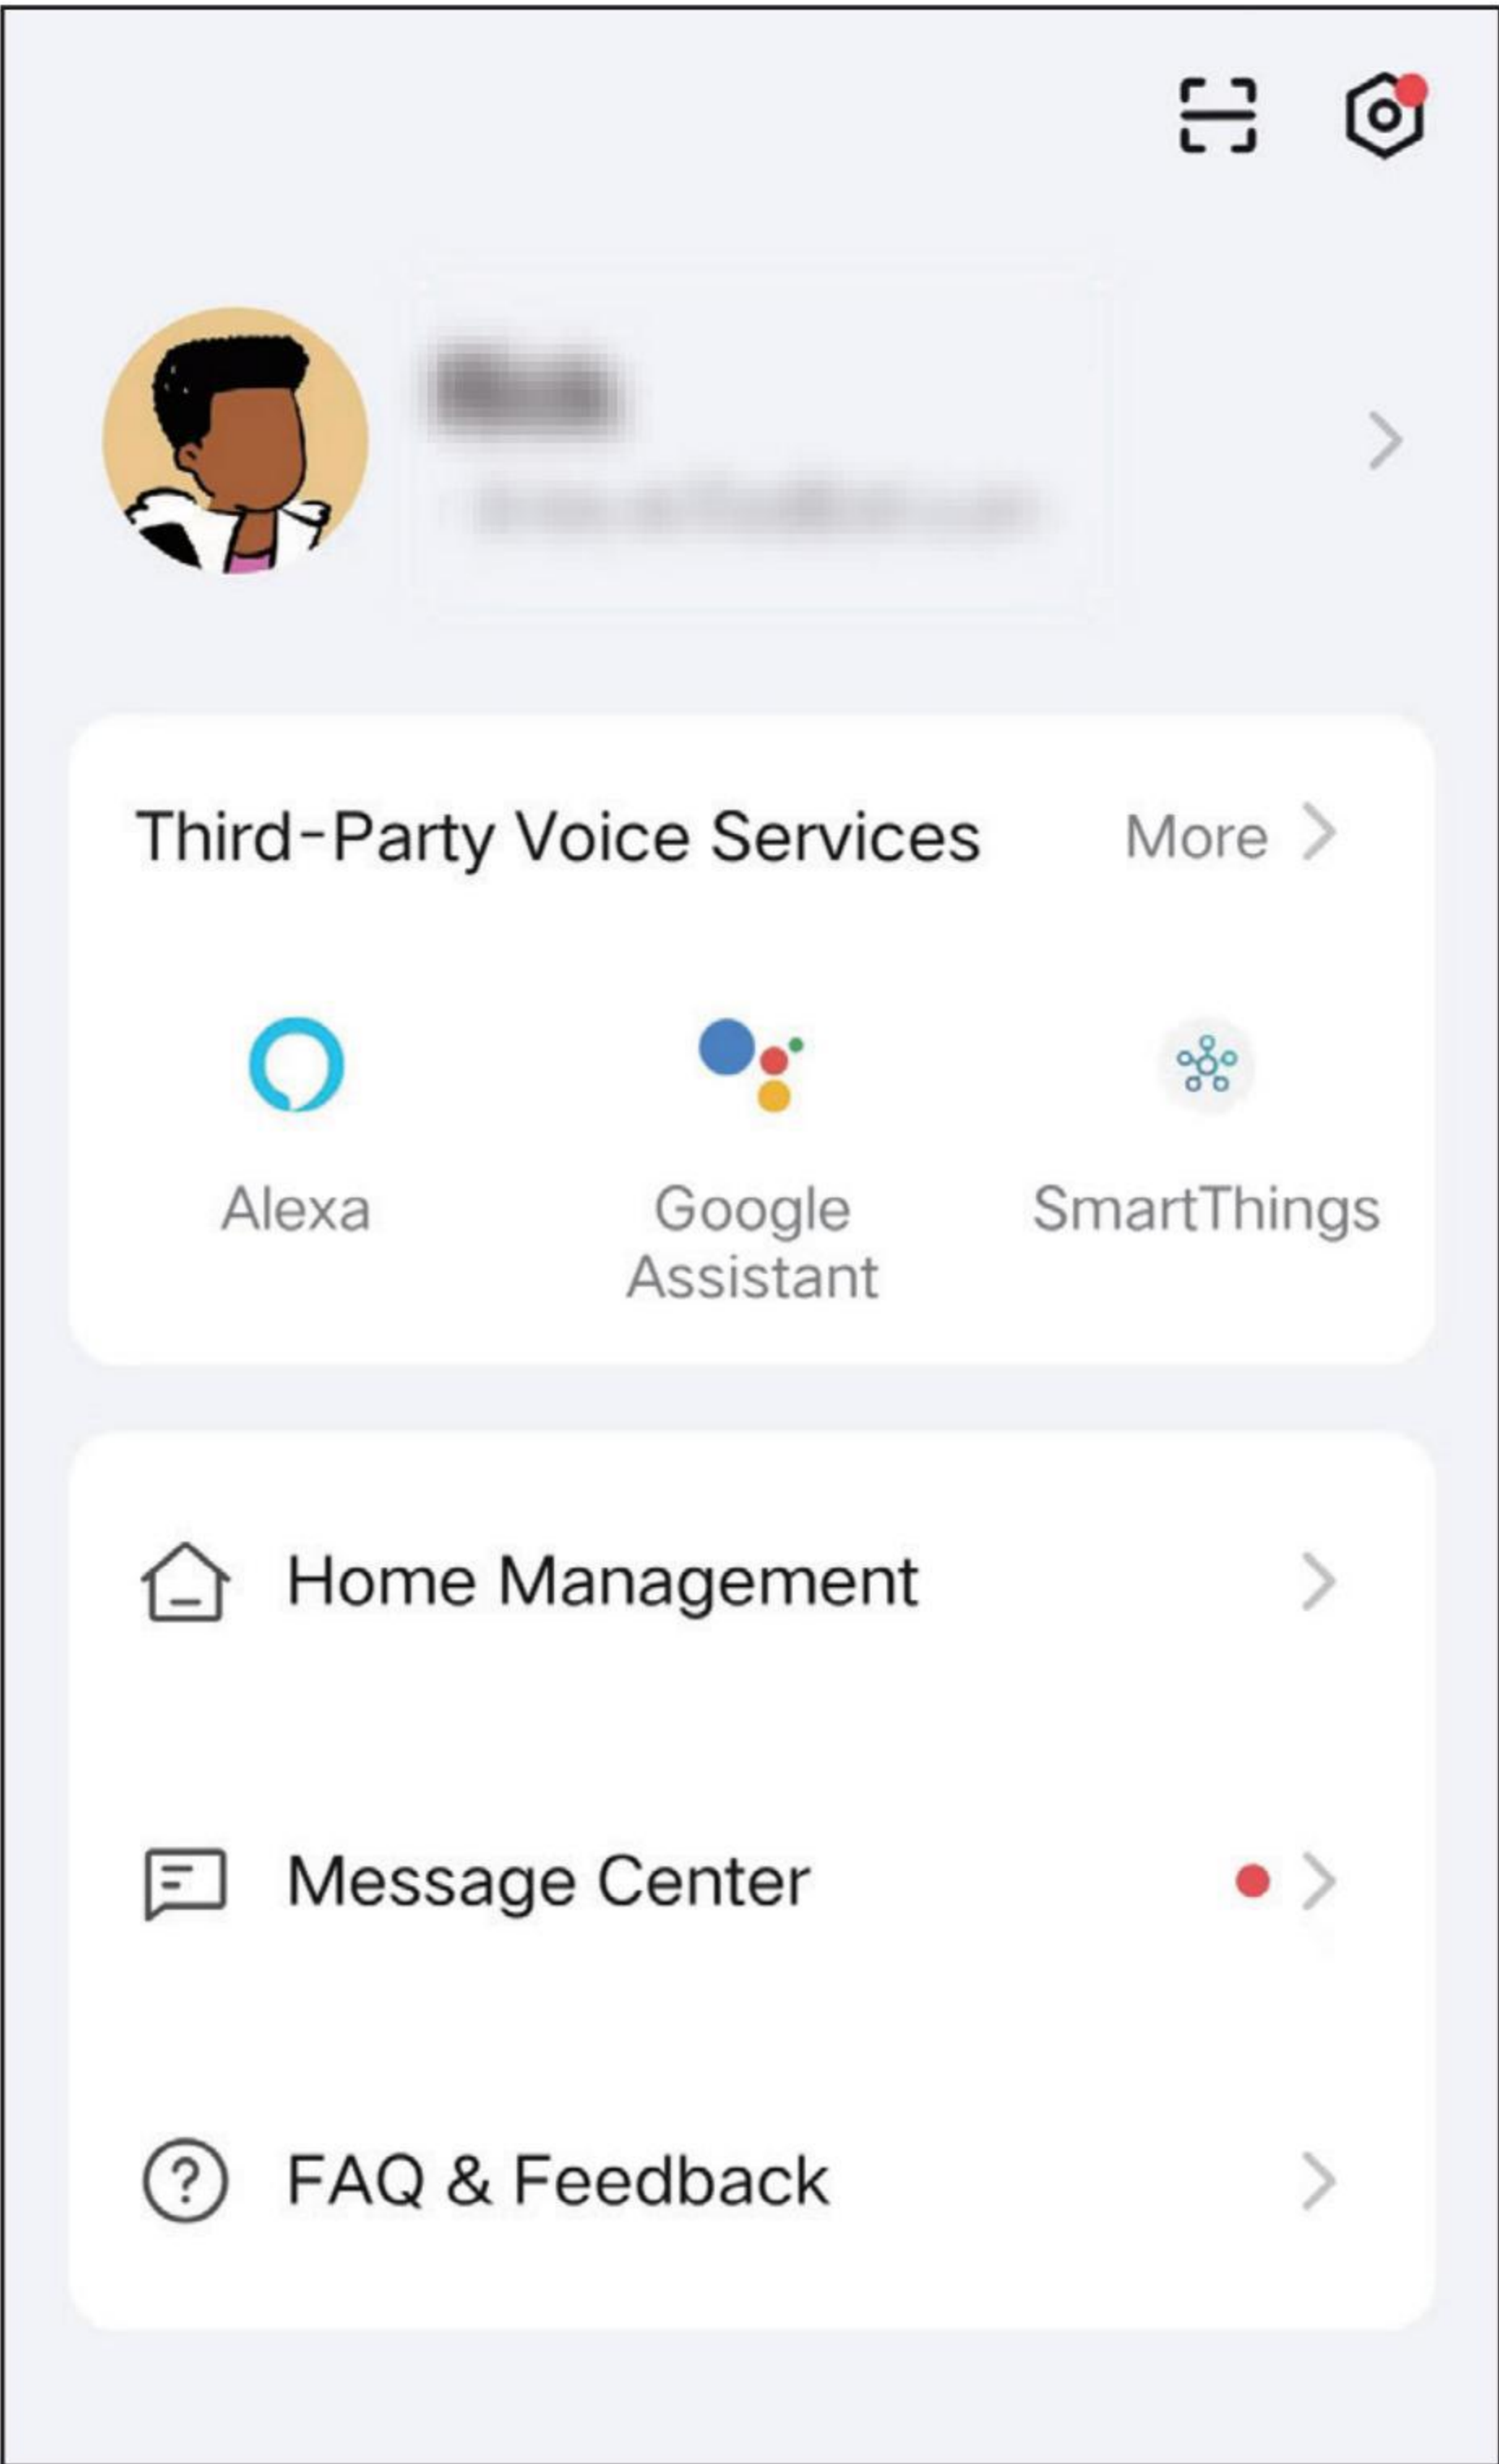 Third-Party Voice Services
More
Alexa
Google
Assistant
SmartThings
Home Management
Message Center
FAQ & Feedback